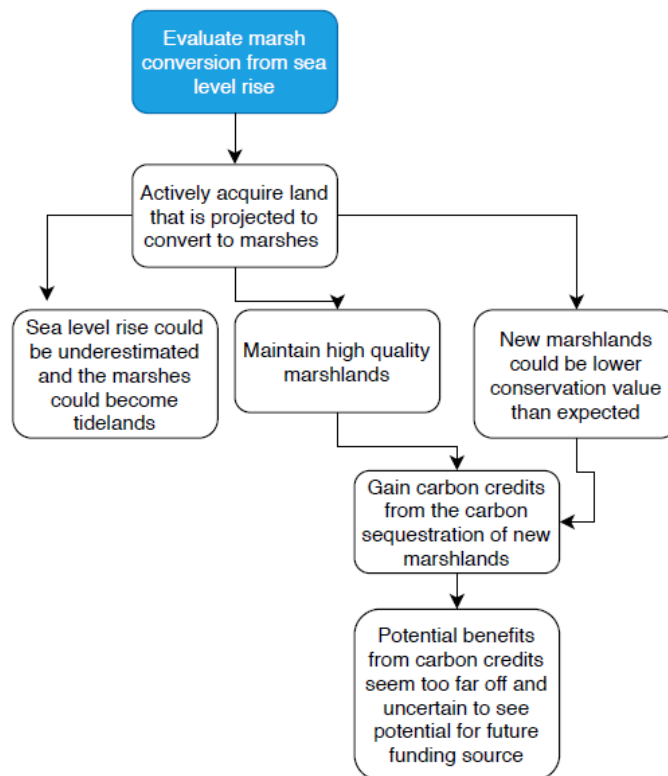 Evaluate marsh
conversion from sea
level rise
Actively acquire land
that is projected to
convert to marshes
Sea level rise could
be underestimated
and the marshes
could become
tidelands
Maintain high quality
marshlands
New marshlands
could be lower
conservation value
than expected
Gain carbon credits
from the carbon
sequestration of new
marshlands
Potential benefits
from carbon credits
seem too far off and
uncertain to see
potential for future
funding source